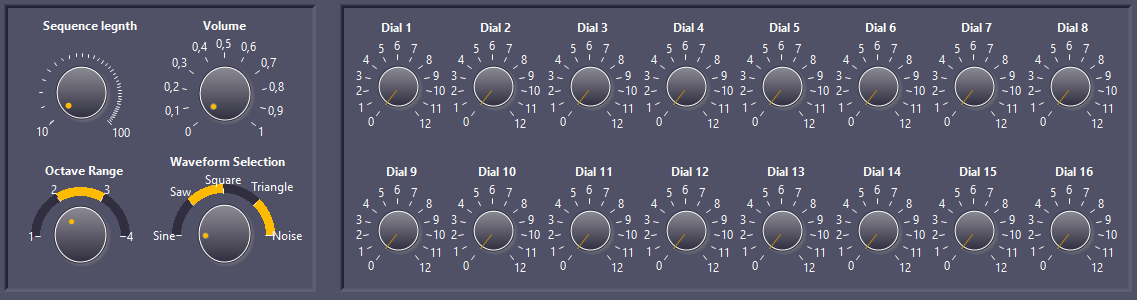 Sequence legnth
10
100
Volume
0
0,1
0,2
0,3
0,4
0,5
0,6
0,7
0,8
0,9
1
Octave Range
1
2
3
4
Waveform Selection
Sine
Saw
Square
Triangle
Noise
Dial 1
0 1 2 3 4 5 6 7 8 9 10 11 12
Dial 2
0 1 2 3 4 5 6 7 8 9 10 11 12
Dial 3
0 1 2 3 4 5 6 7 8 9 10 11 12
Dial 4
0 1 2 3 4 5 6 7 8 9 10 11 12
Dial 5
0 1 2 3 4 5 6 7 8 9 10 11 12
Dial 6
0 1 2 3 4 5 6 7 8 9 10 11 12
Dial 7
0 1 2 3 4 5 6 7 8 9 10 11 12
Dial 8
0 1 2 3 4 5 6 7 8 9 10 11 12
Dial 9
0 1 2 3 4 5 6 7 8 9 10 11 12
Dial 10
0 1 2 3 4 5 6 7 8 9 10 11 12
Dial 11
0 1 2 3 4 5 6 7 8 9 10 11 12
Dial 12
0 1 2 3 4 5 6 7 8 9 10 11 12
Dial 13
0 1 2 3 4 5 6 7 8 9 10 11 12
Dial 14
0 1 2 3 4 5 6 7 8 9 10 11 12
Dial 15
0 1 2 3 4 5 6 7 8 9 10 11 12
Dial 16
0 1 2 3 4 5 6 7 8 9 10 11 12